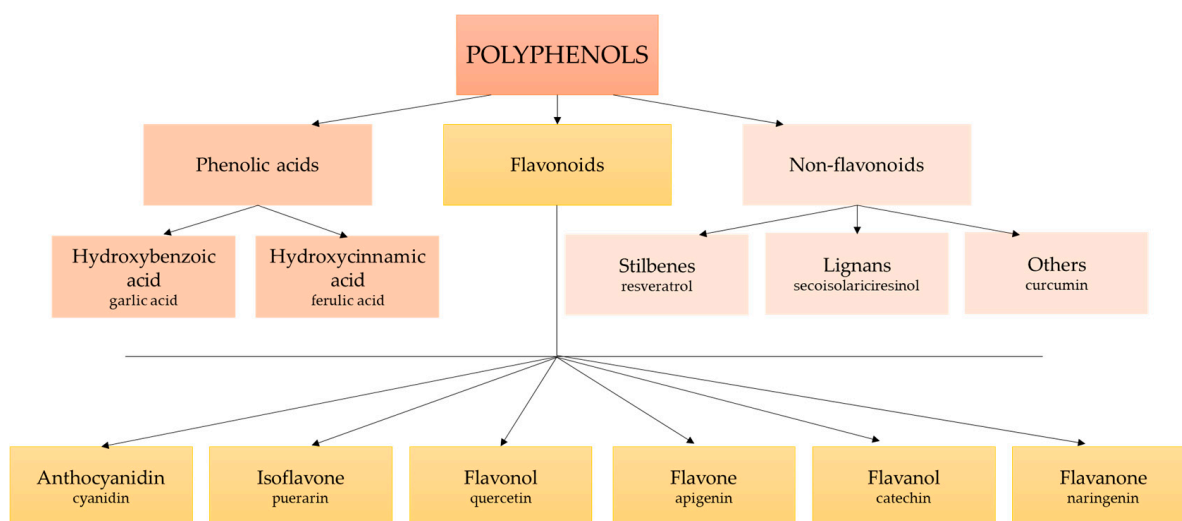 POLYPHENOLS
Phenolic acids
Flavonoids
Non-flavonoids
Hydroxybenzoic
acid
garlic acid
Hydroxycinnamic
acid
ferulic acid
Stilbenes
resveratrol
Lignans
secoisolariciresinol
Others
curcumin
Anthocyanidin
cyanidin
Isoflavone
puerarin
Flavonol
quercetin
Flavone
apigenin
Flavanol
catechin
Flavanone
naringenin